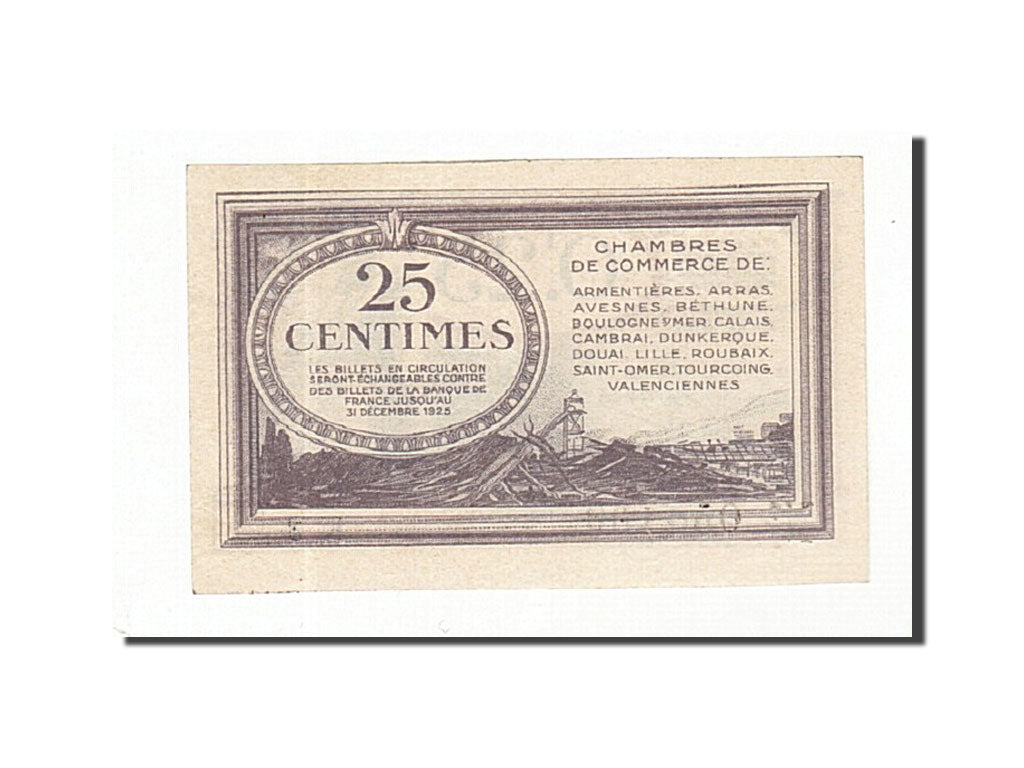 25
CENTIMES
LES BILLETS EN CIRCULATION
SERONT ÉCHANGEABLES CONTRE
DES BILLETS DE LA BANQUE DE
FRANCE JUSQU'AU
31 DÉCEMBRE 1925
CHAMBRES
DE COMMERCE DE:
ARMENTIÈRES, ARRAS,
AVESNES, BÉTHUNE,
BOULOGNE S/MER, CALAIS,
CAMBRAI, DUNKERQUE,
DOUAI, LILLE, ROUBAIX,
SAINT-OMER, TOURCOING,
VALENCIENNES